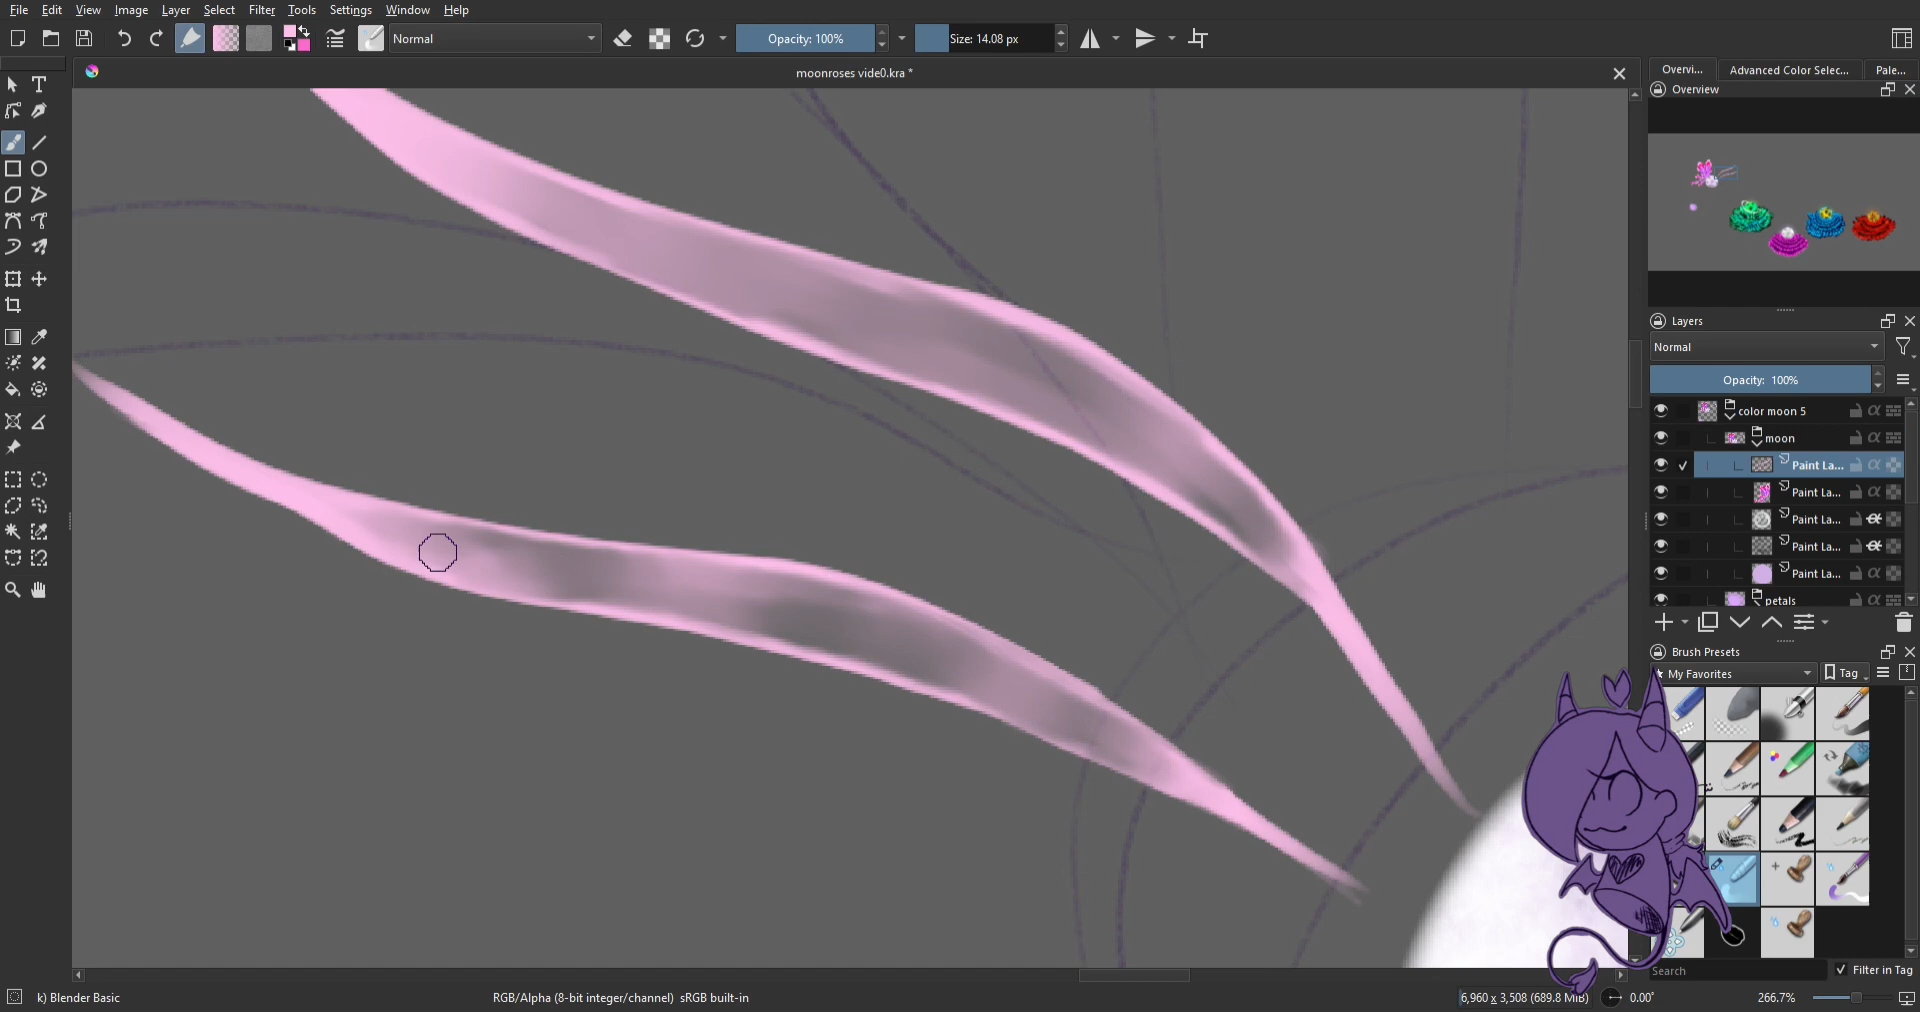 File Edit View Image Layer Select Filter Tools Settings Window Help
Normal
Opacity: 100%
Size: 14.08 px
moonroses vide0.kra *
Overvi...
Advanced Color Selec...
Pale...
Overview
Layers
Normal
Opacity: 100%
color moon 5
moon
Paint La...
Paint La...
Paint La...
Paint La...
Paint La...
petals
Brush Presets
My Favorites
Tag
Search
Filter in Tag
k) Blender Basic
RGB/Alpha (8-bit integer/channel) sRGB built-in
6,960 x 3,508 (689.8 MiB)
0.00°
266.7%